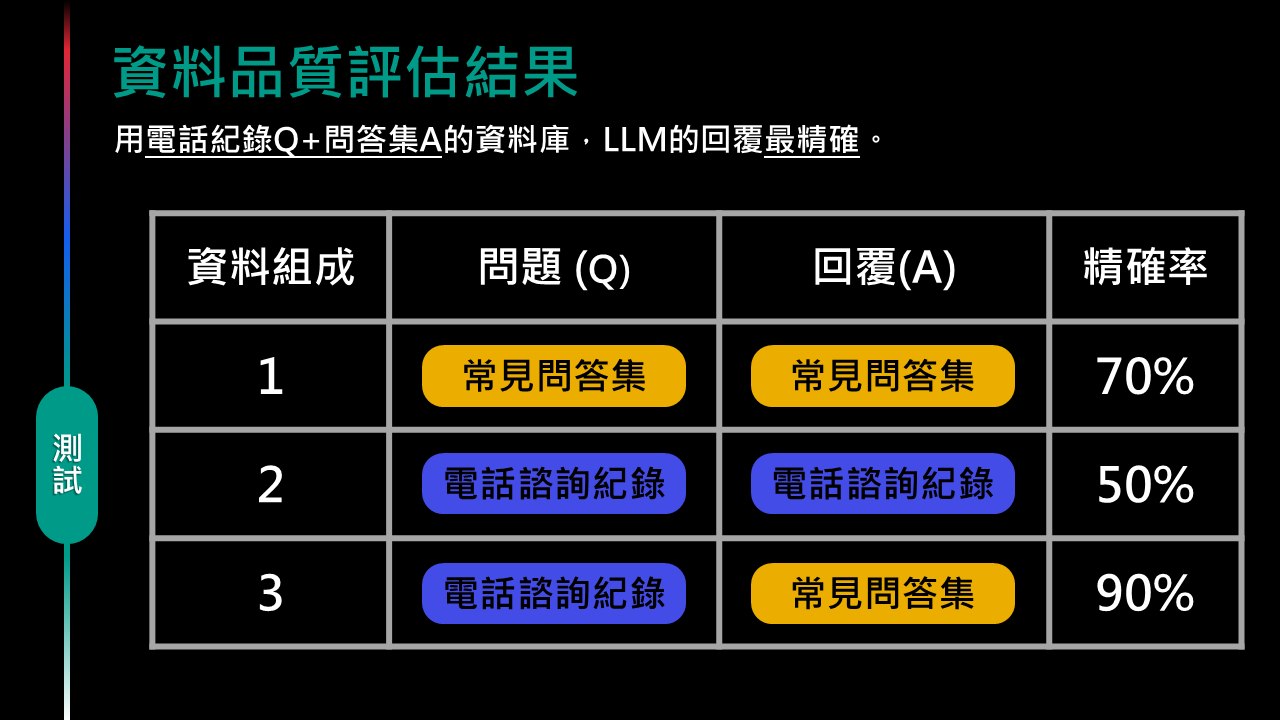 資料品質評估結果
用電話紀錄Q+問答集A的資料庫，LLM的回覆最精確。
資料組成 問題 (Q) 回覆(A) 精確率
1 常見問答集 常見問答集 70%
2 電話諮詢紀錄 電話諮詢紀錄 50%
3 電話諮詢紀錄 常見問答集 90%
測試